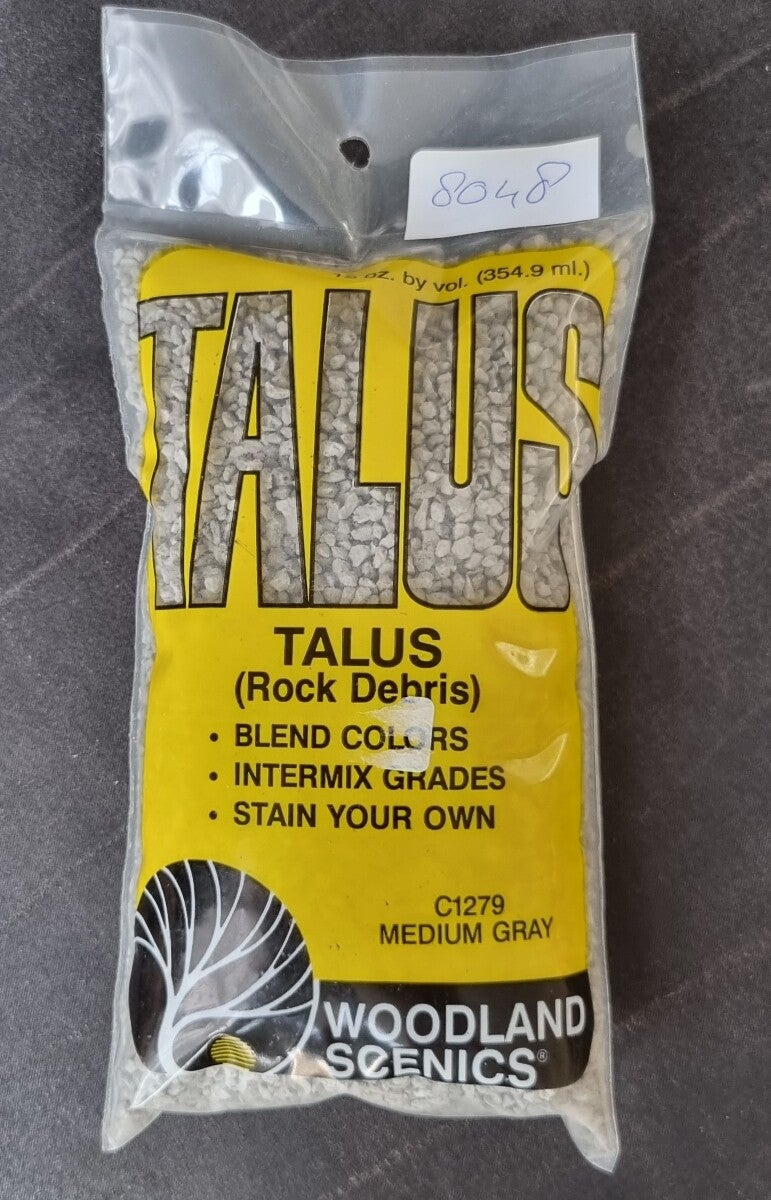 8048
oz. by vol. (354.9 ml.)
TALUS
TALUS
(Rock Debris)
• BLEND COLORS
• INTERMIX GRADES
• STAIN YOUR OWN
C1279
MEDIUM GRAY
WOODLAND
SCENICS®